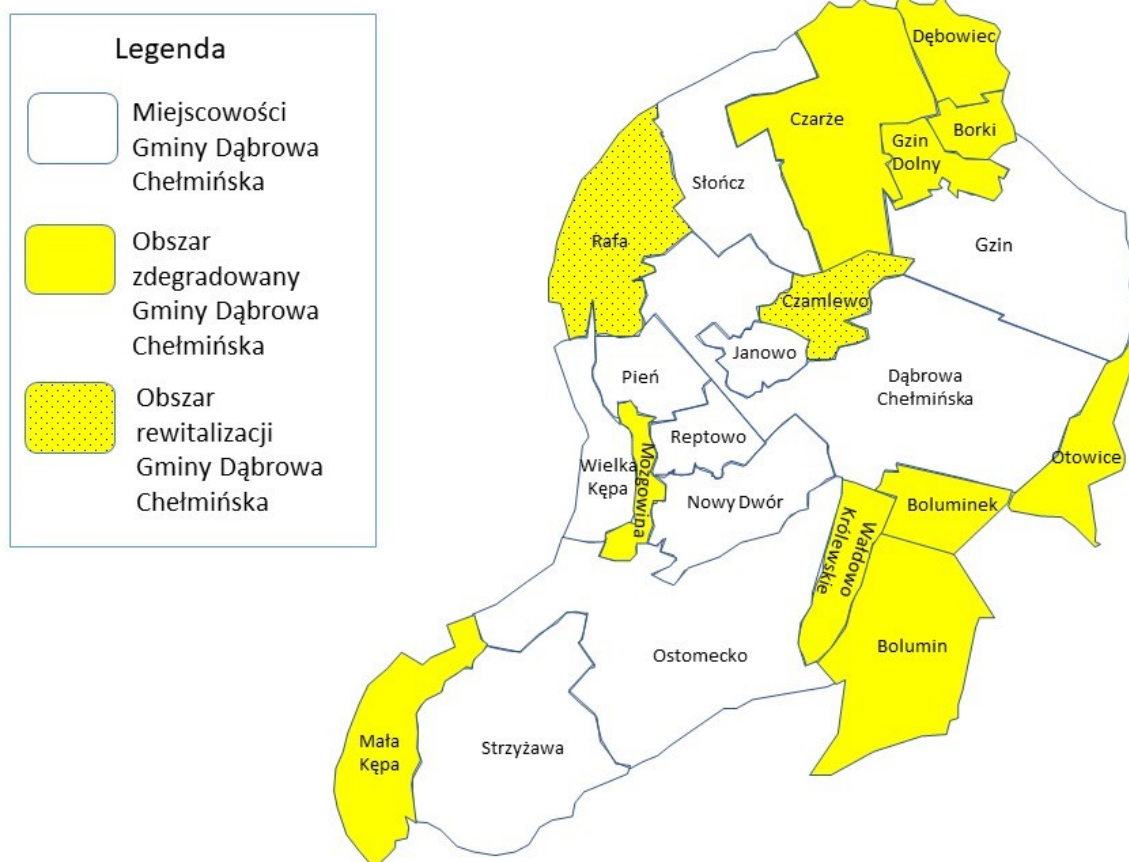 Legenda
Miejscowości
Gminy Dąbrowa
Chełmińska
Obszar
zdegradowany
Gminy Dąbrowa
Chełmińska
Obszar
rewitalizacji
Gminy Dąbrowa
Chełmińska
Dębowiec
Czarże
Borki
Gzin
Dolny
Słończ
Rafa
Gzin
Czamlewo
Janowo
Pień
Dąbrowa
Chełmińska
Reptowo
Otowice
Wielka
Kępa
Mozgowina
Nowy Dwór
Boluminek
Wałdowo
Królewskie
Bolumin
Ostomecko
Mała
Kępa
Strzyżawa